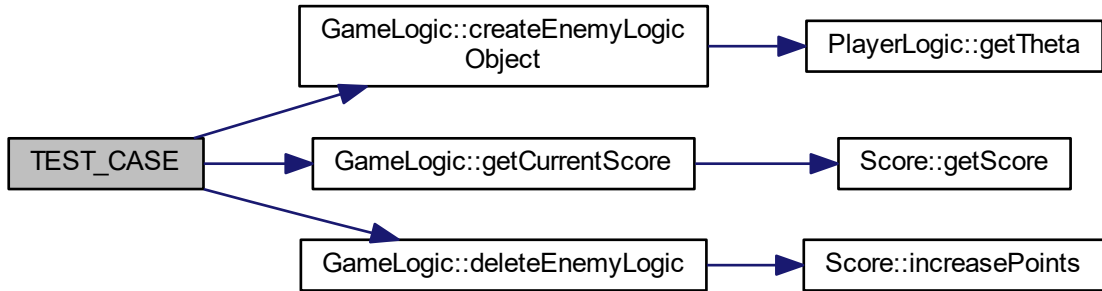 GameLogic::createEnemyLogic
Object
PlayerLogic::getTheta
TEST_CASE
GameLogic::getCurrentScore
Score::getScore
GameLogic::deleteEnemyLogic
Score::increasePoints